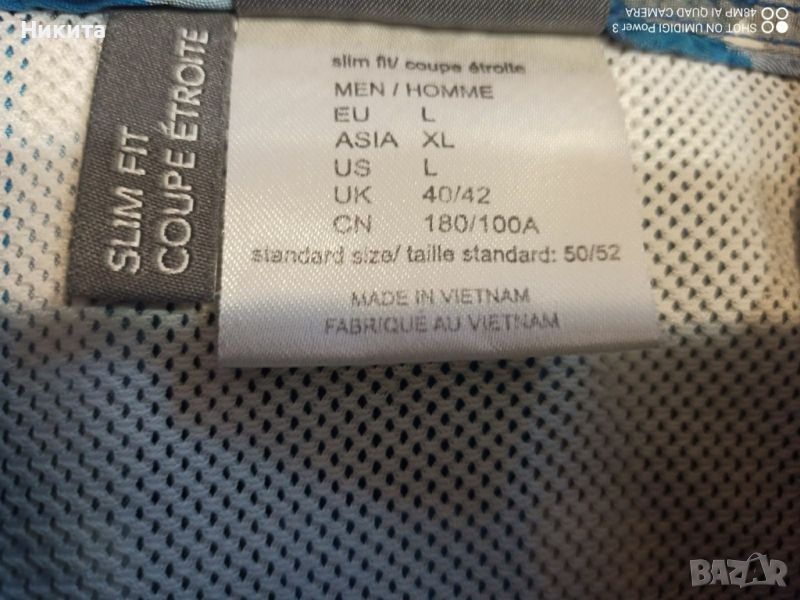 Никита
SHOT ON UMIDIGI Power 3
48MP AI QUAD CAMERA
SLIM FIT
COUPE ÉTROITE
slim fit/ coupe étroite
MEN / HOMME
EU L
ASIA XL
US L
UK 40/42
CN 180/100A
standard size/ taille standard: 50/52
MADE IN VIETNAM
FABRIQUE AU VIETNAM
BAZAR